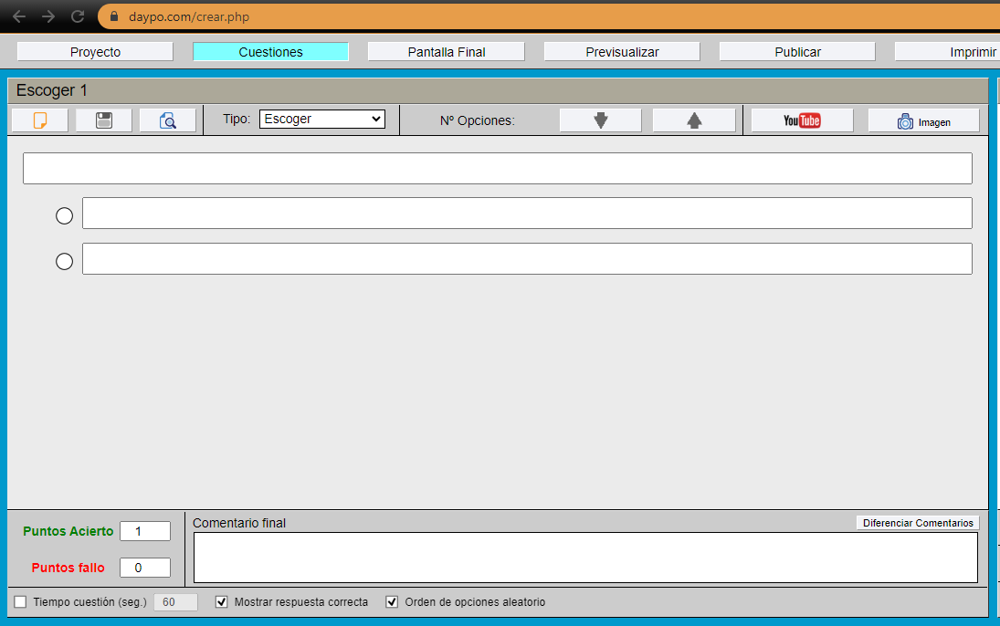 daypo.com/crear.php
Proyecto Cuestiones Pantalla Final Previsualizar Publicar Imprimir
Escoger 1
Tipo: Escoger Nº Opciones: YouTube Imagen
Puntos Acierto 1 Comentario final Diferenciar Comentarios
Puntos fallo 0
Tiempo cuestión (seg.) 60 Mostrar respuesta correcta Orden de opciones aleatorio